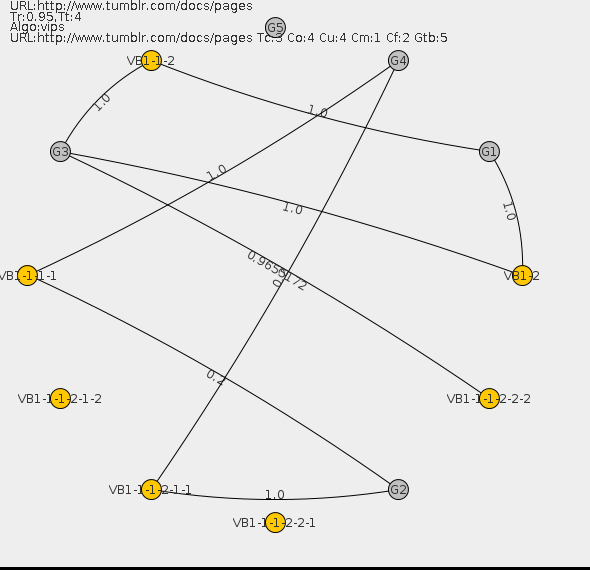 URL:http://www.tumblr.com/docs/pages
Tr:0.95,Tt:4
Algo:vips
G5
URL:http://www.tumblr.com/docs/pages Tc:3 Co:4 Cu:4 Cm:1 Cf:2 Gtb:5
VB1-1-2
G4
1.0
1.0
G3
G1
1.0
1.0
1.0
VB1-1-1-1
0.9655172
VB1-2
0.2
VB1-1-1-2-1-2
VB1-1-1-2-2-2
VB1-1-1-2-1-1
1.0
G2
VB1-1-1-2-2-1